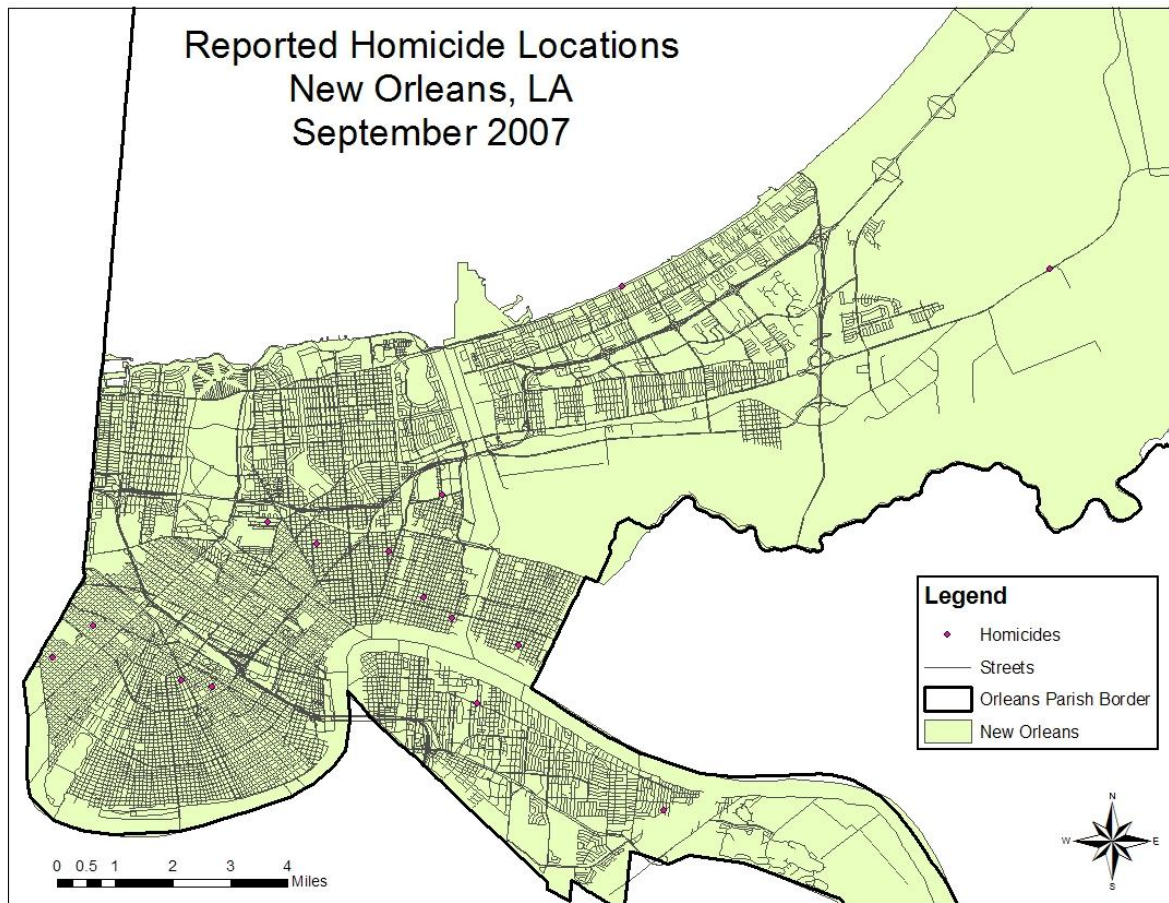 Reported Homicide Locations
New Orleans, LA
September 2007
Legend
Homicides
Streets
Orleans Parish Border
New Orleans
N
W E
S
0 0.5 1 2 3 4
Miles